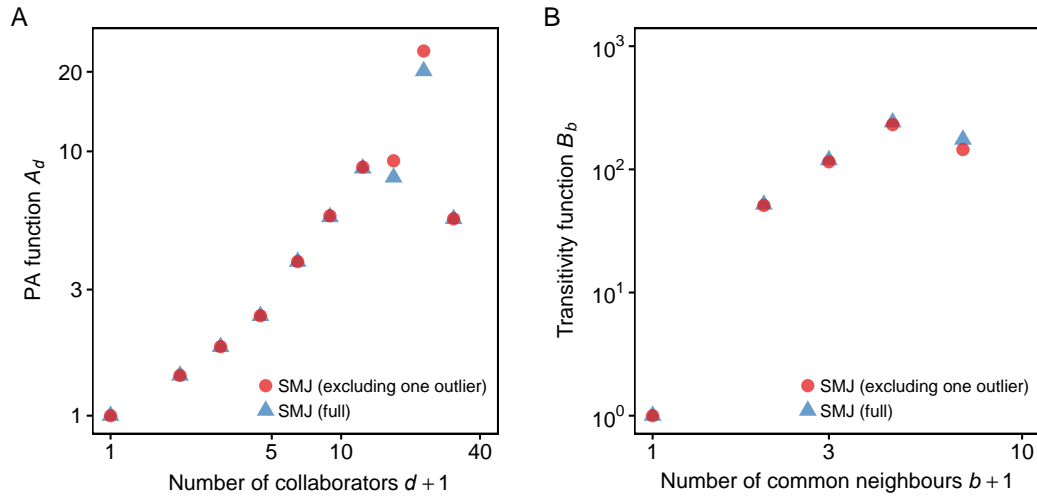 A
PA function A_d
20
10
3
1
SMJ (excluding one outlier)
SMJ (full)
1 5 10 40
Number of collaborators d + 1
B
Transitivity function B_b
10^3
10^2
10^1
10^0
SMJ (excluding one outlier)
SMJ (full)
1 3 10
Number of common neighbours b + 1